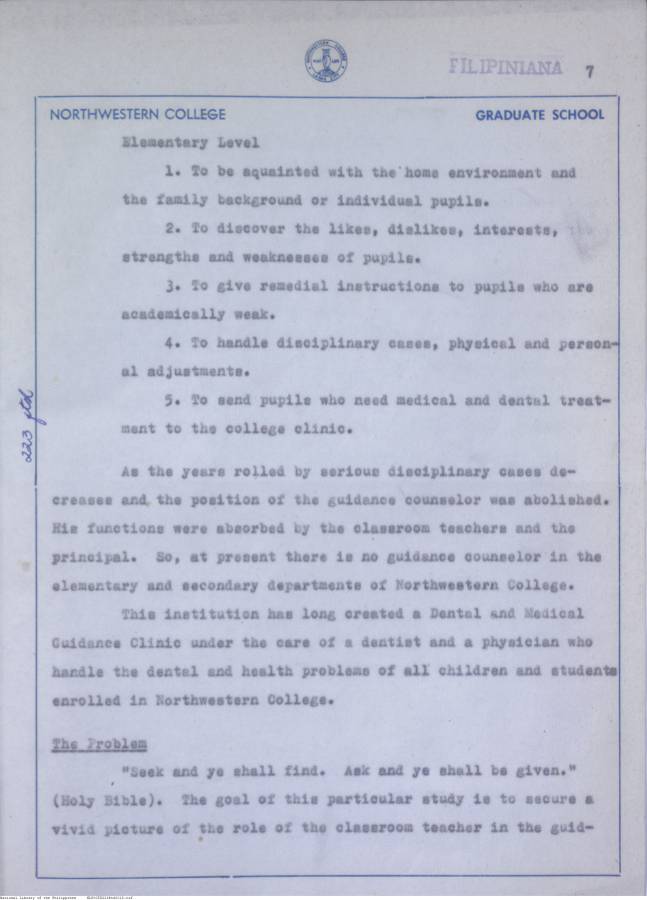 FILIPINIANA 7
NORTHWESTERN COLLEGE GRADUATE SCHOOL
Elementary Level
1. To be aquainted with the home environment and
the family background or individual pupils.
2. To discover the likes, dislikes, interests,
strengths and weaknesses of pupils.
3. To give remedial instructions to pupils who are
academically weak.
4. To handle disciplinary cases, physical and person-
al adjustments.
5. To send pupils who need medical and dental treat-
ment to the college clinic.
223
As the years rolled by serious disciplinary cases de-
creases and the position of the guidance counselor was abolished.
His functions were absorbed by the classroom teachers and the
principal. So, at present there is no guidance counselor in the
elementary and secondary departments of Northwestern College.
This institution has long created a Dental and Medical
Guidance Clinic under the care of a dentist and a physician who
handle the dental and health problems of all children and students
enrolled in Northwestern College.
The Problem
"Seek and ye shall find. Ask and ye shall be given."
(Holy Bible). The goal of this particular study is to secure a
vivid picture of the role of the classroom teacher in the guid-
National Library of the Philippines